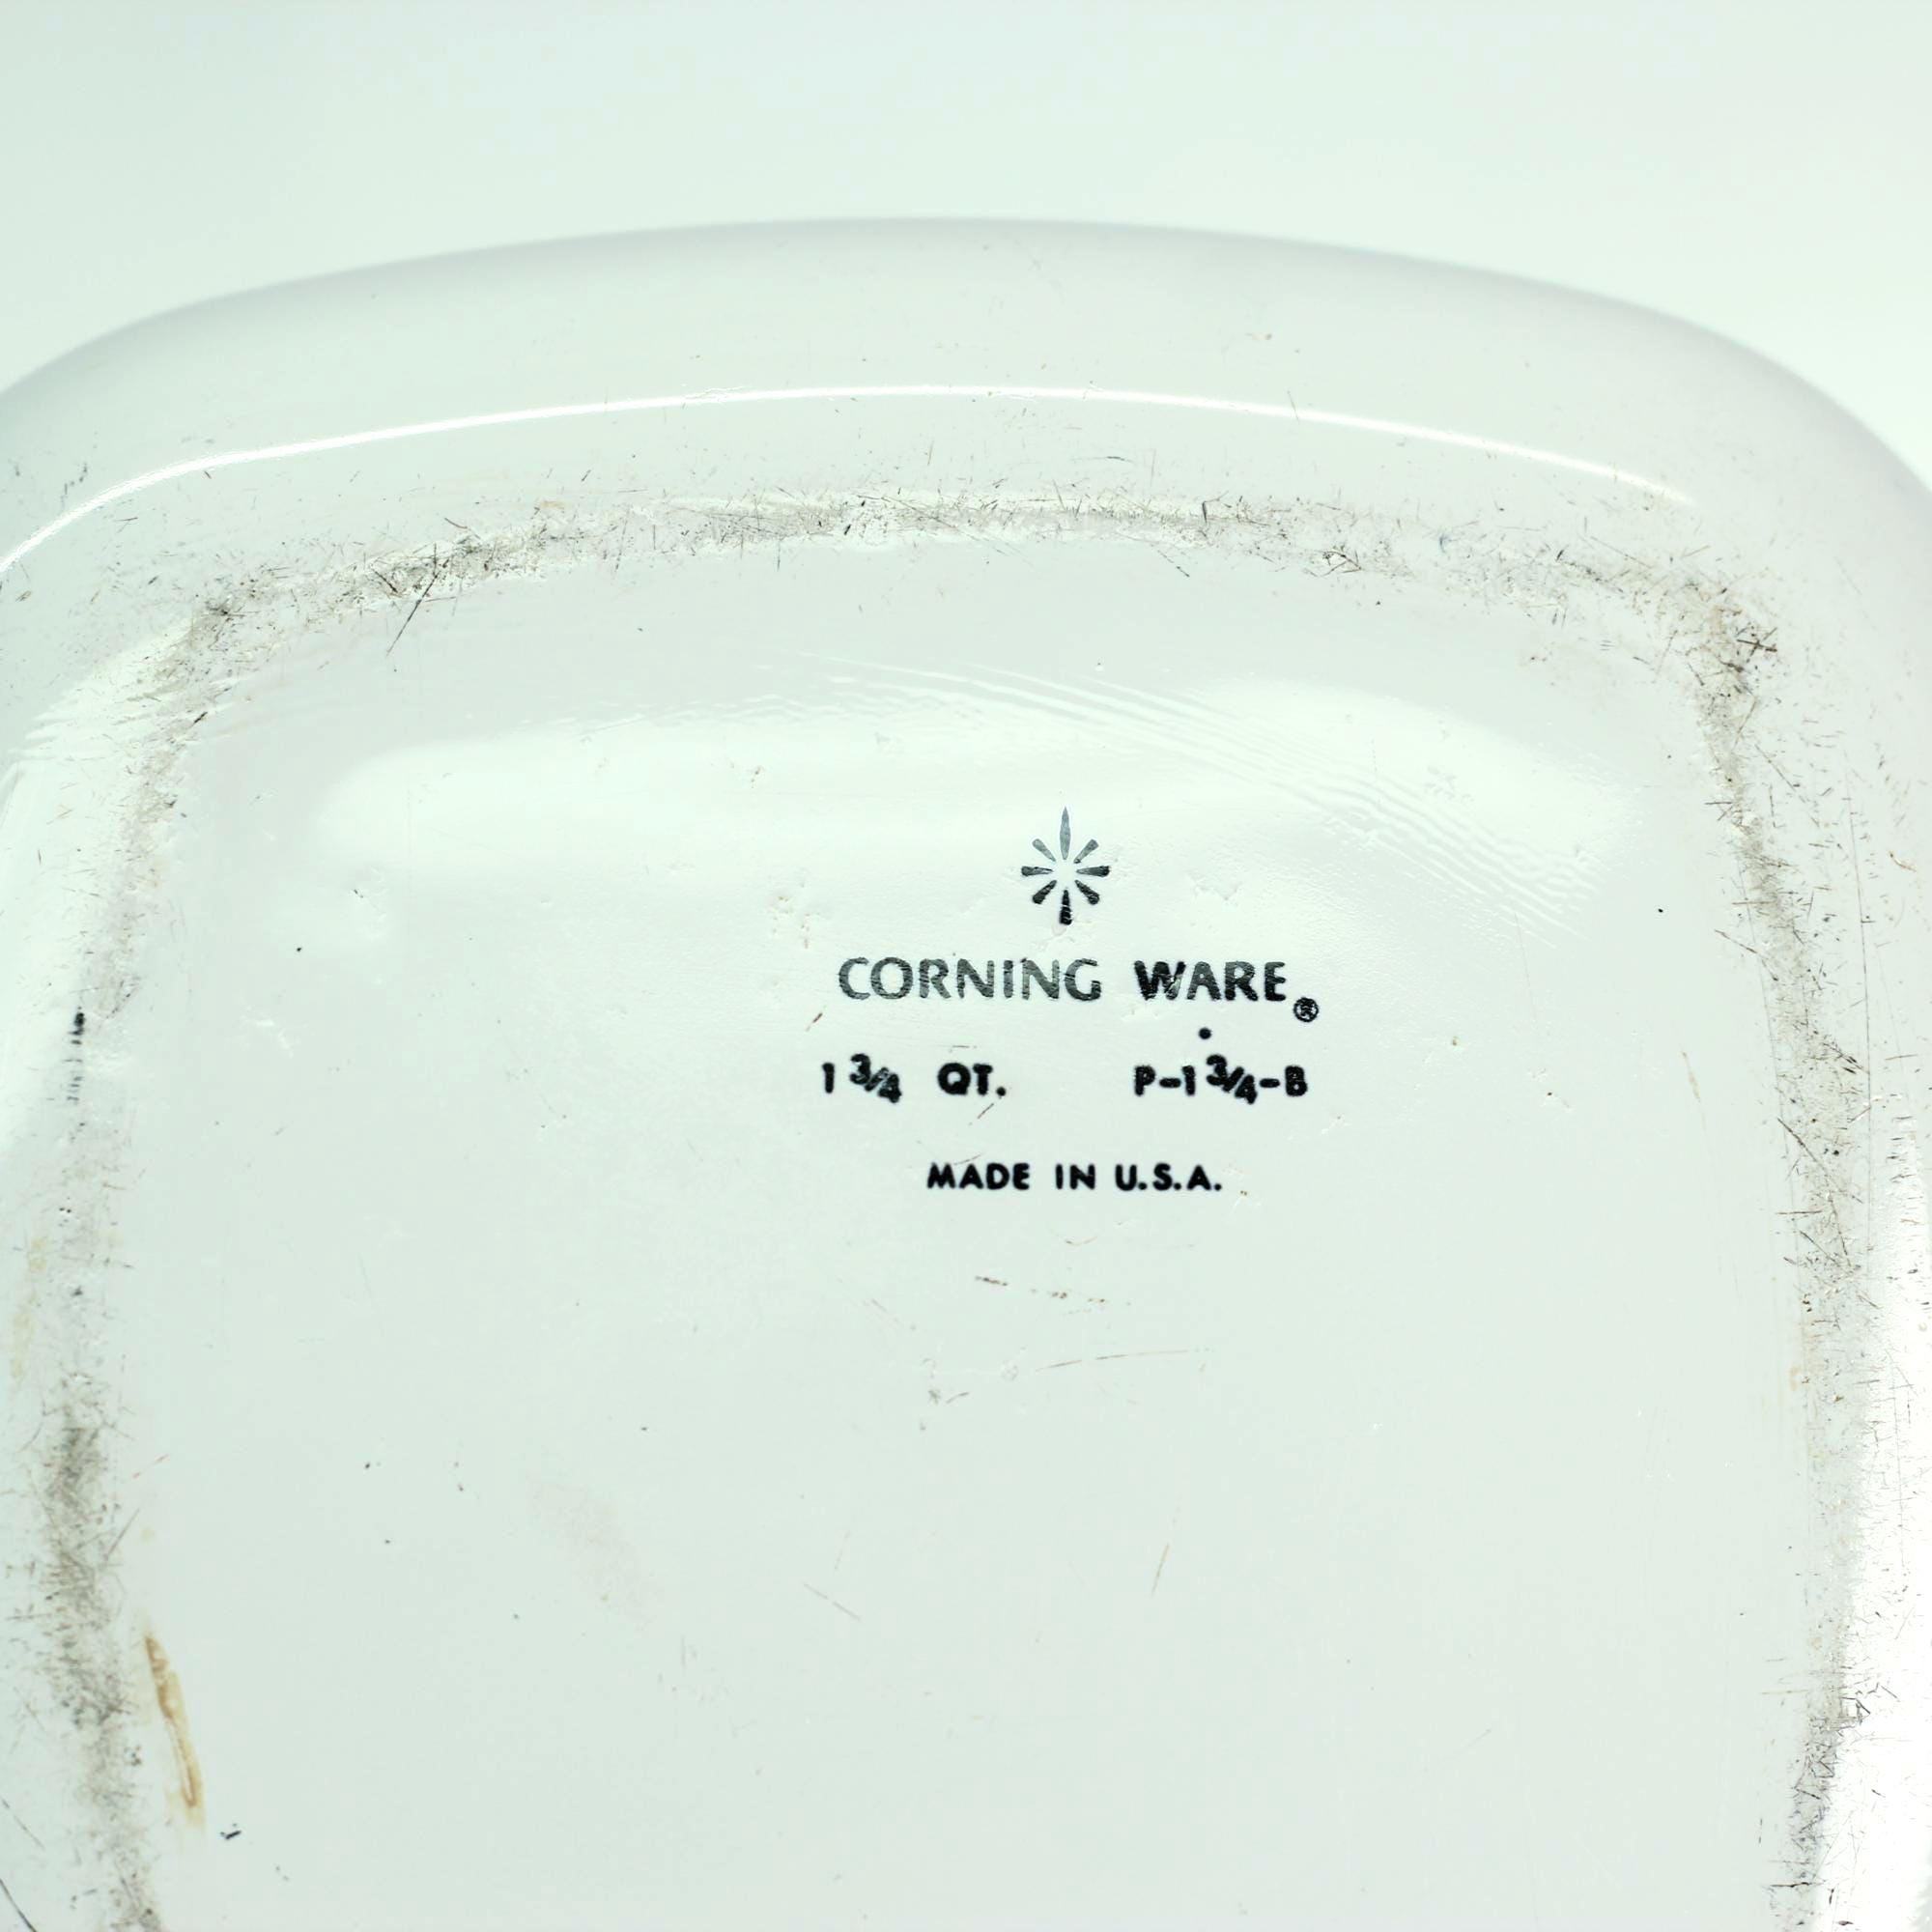 CORNING WARE®
1 3/4 QT. P-1 3/4-B
MADE IN U.S.A.